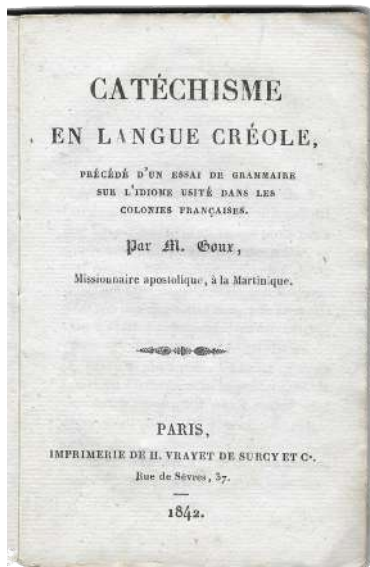 CATÉCHISME
EN LANGUE CRÉOLE,
PRÉCÉDÉ D'UN ESSAI DE GRAMMAIRE
SUR L'IDIOME USITÉ DANS LES
COLONIES FRANÇAISES.
Par M. Goux,
Missionnaire apostolique, à la Martinique.
PARIS,
IMPRIMERIE DE H. VRAYET DE SURCY ET Cᵉ.
Rue de Sèvres, 37.
1842.